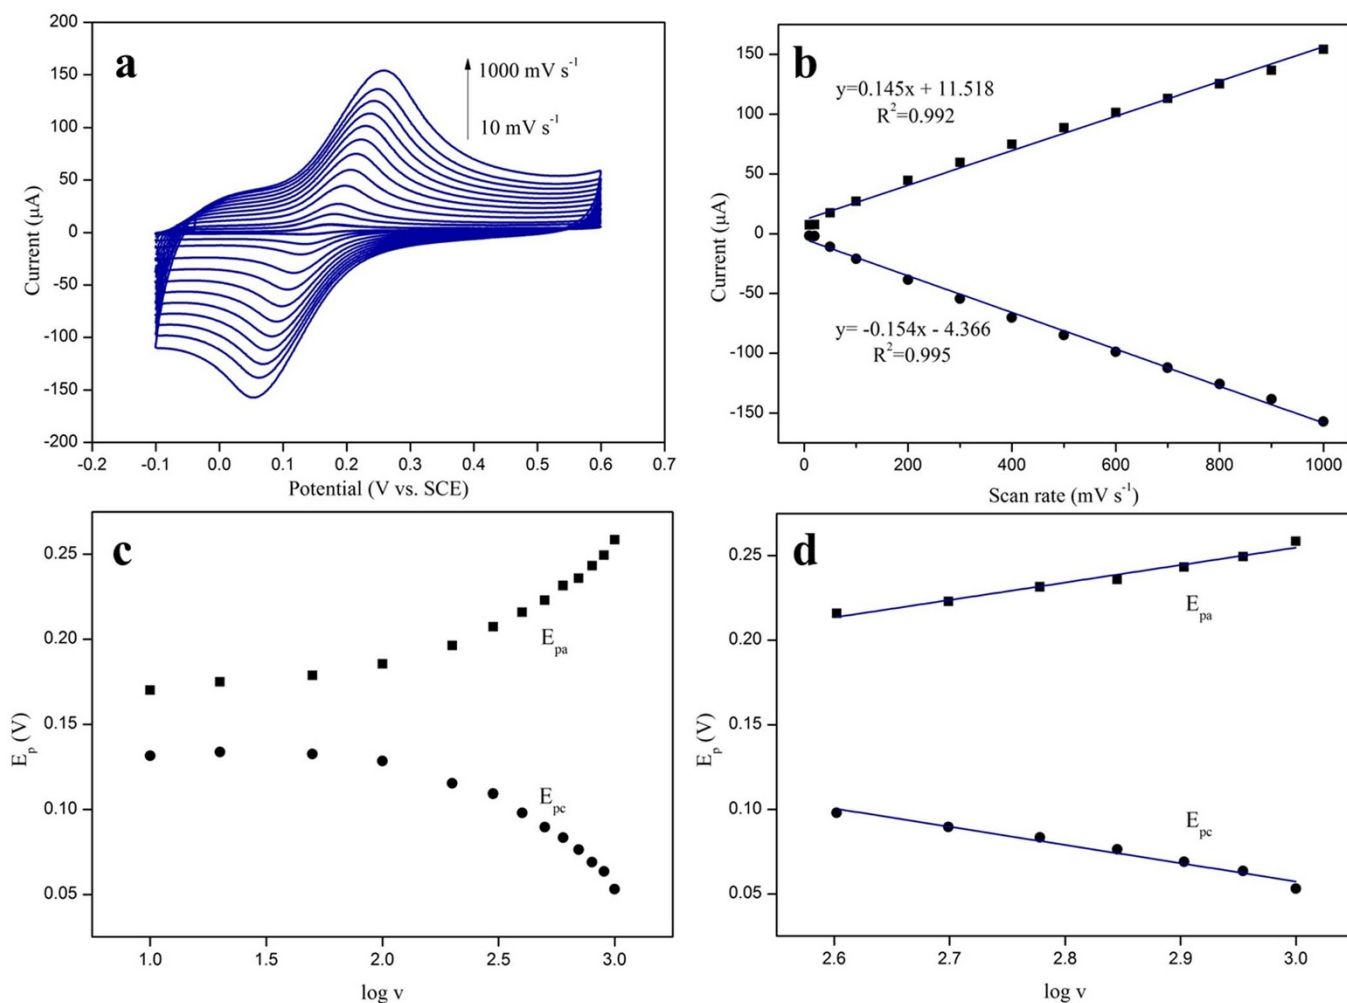 a
1000 mV s⁻¹
10 mV s⁻¹
Current (μA)
200
150
100
50
0
-50
-100
-150
-200
-0.2 -0.1 0.0 0.1 0.2 0.3 0.4 0.5 0.6 0.7
Potential (V vs. SCE)
b
y=0.145x + 11.518
R²=0.992
y= -0.154x - 4.366
R²=0.995
Current (μA)
150
100
50
0
-50
-100
-150
0 200 400 600 800 1000
Scan rate (mV s⁻¹)
c
E_pa
E_pc
E_p (V)
0.25
0.20
0.15
0.10
0.05
1.0 1.5 2.0 2.5 3.0
log v
d
E_pa
E_pc
E_p (V)
0.25
0.20
0.15
0.10
0.05
2.6 2.7 2.8 2.9 3.0
log v